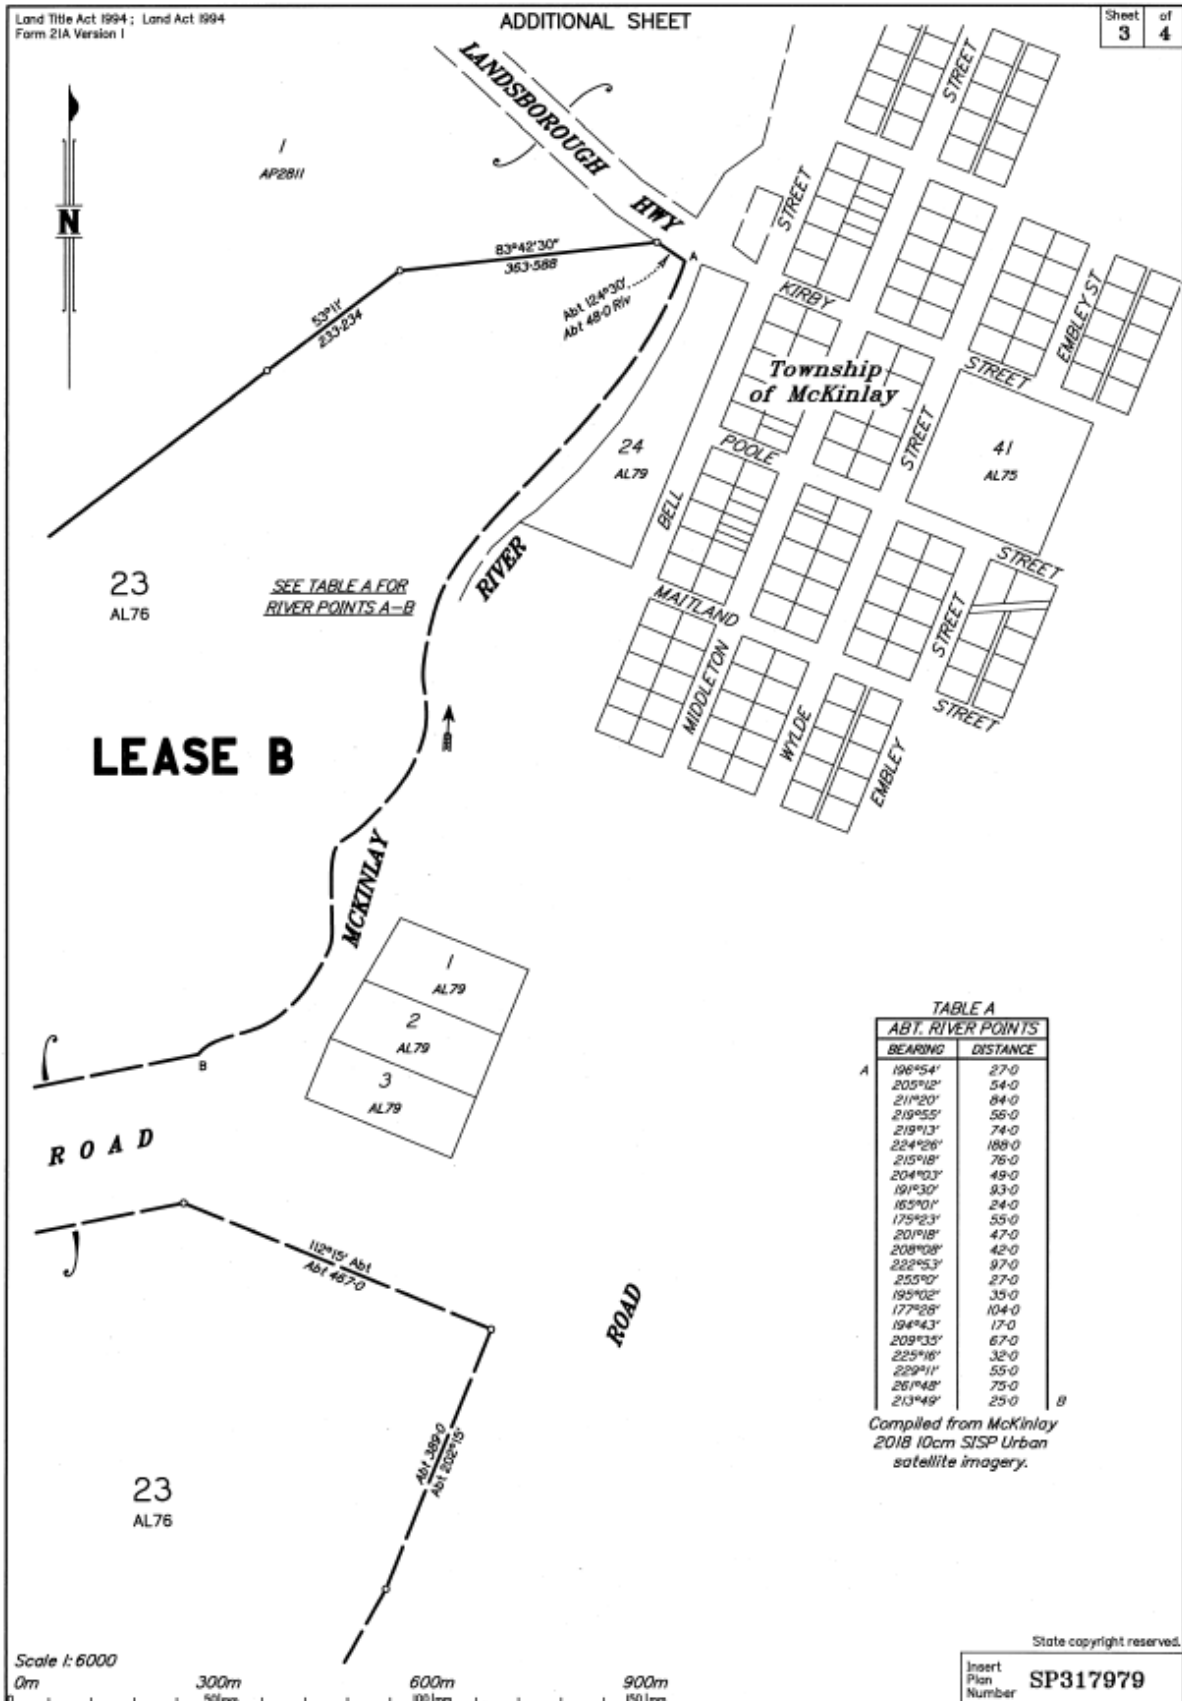 Land Title Act 1994 ; Land Act 1994
Form 21A Version 1
ADDITIONAL SHEET
Sheet of
3 4
LANDSBOROUGH HWY
N
1
AP2811
83°42'30"
363·588
A
Abt 124°30'
Abt 48·0 Riv
53°11'
233·234
STREET
STREET
KIRBY
STREET
EMBLEY ST
Township
of McKinlay
24
AL79
POOLE
STREET
41
AL75
BELL
STREET
RIVER
23
AL76
SEE TABLE A FOR
RIVER POINTS A–B
MAITLAND
STREET
STREET
MIDDLETON
WYLDE
EMBLEY
LEASE B
MCKINLAY
1
AL79
2
AL79
3
AL79
B
ROAD
112°15' Abt
Abt 467·0
ROAD
Abt 389·0
Abt 202°15'
23
AL76
TABLE A
ABT. RIVER POINTS
BEARING DISTANCE
A 196°54' 27·0
205°12' 54·0
211°20' 84·0
219°55' 56·0
219°13' 74·0
224°26' 188·0
215°18' 76·0
204°03' 49·0
191°30' 93·0
165°01' 24·0
175°23' 55·0
201°18' 47·0
208°08' 42·0
222°53' 97·0
255°0' 27·0
195°02' 35·0
177°28' 104·0
194°43' 17·0
209°35' 67·0
225°16' 32·0
229°11' 55·0
261°48' 75·0
213°49' 25·0 B
Compiled from McKinlay
2018 10cm SISP Urban
satellite imagery.
State copyright reserved.
Scale 1: 6000
0m 300m 600m 900m
0 50mm 100mm 150mm
Insert
Plan
Number
SP317979